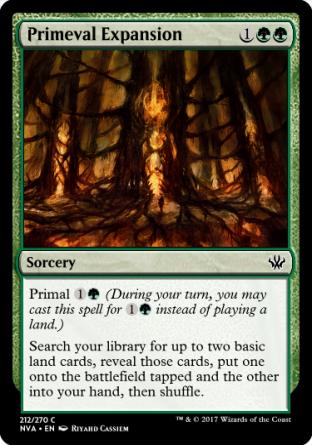 Primeval Expansion 1
Sorcery
Primal 1 (During your turn, you may
cast this spell for 1 instead of playing a
land.)
Search your library for up to two basic
land cards, reveal those cards, put one
onto the battlefield tapped and the other
into your hand, then shuffle.
212/270 C
NVA • EN RIYAHD CASSIEM
™ & © 2017 Wizards of the Coast